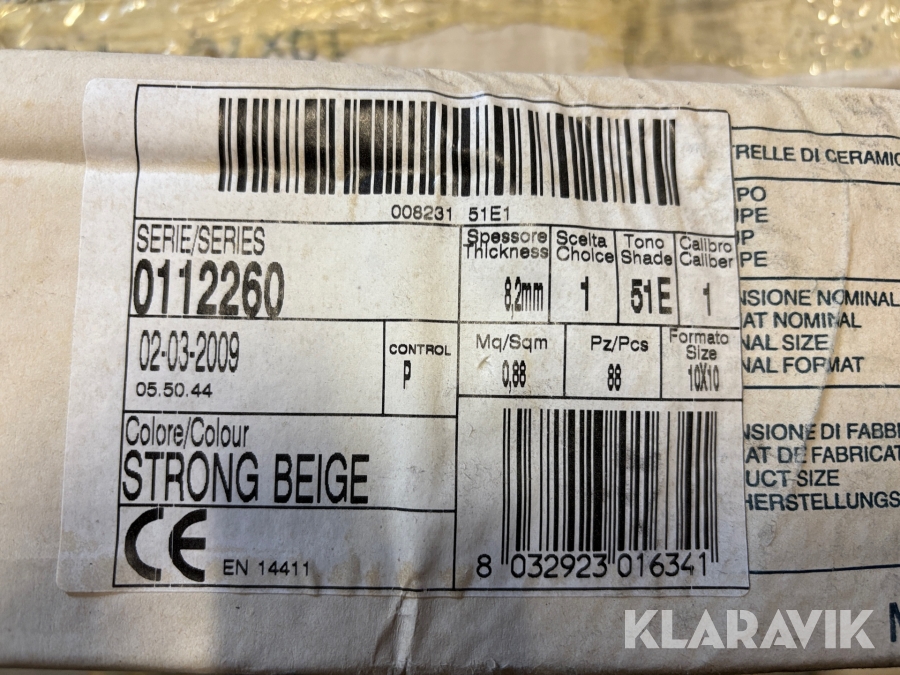 008231 51E1
SERIE/SERIES
0112260
Spessore
Thickness
8,2mm
Scelta
Choice
1
Tono
Shade
51E
Calibro
Caliber
1
02-03-2009
05.50.44
CONTROL
P
Mq/Sqm
0,88
Pz/Pcs
88
Formato
Size
10X10
Colore/Colour
STRONG BEIGE
CE EN 14411
8 032923 016341
TRELLE DI CERAMIC
PO
PE
P
PE
NSIONE NOMINAL
AT NOMINAL
NAL SIZE
NAL FORMAT
NSIONE DI FABB
AT DE FABRICAT
UCT SIZE
HERSTELLUNGS
KLARAVIK